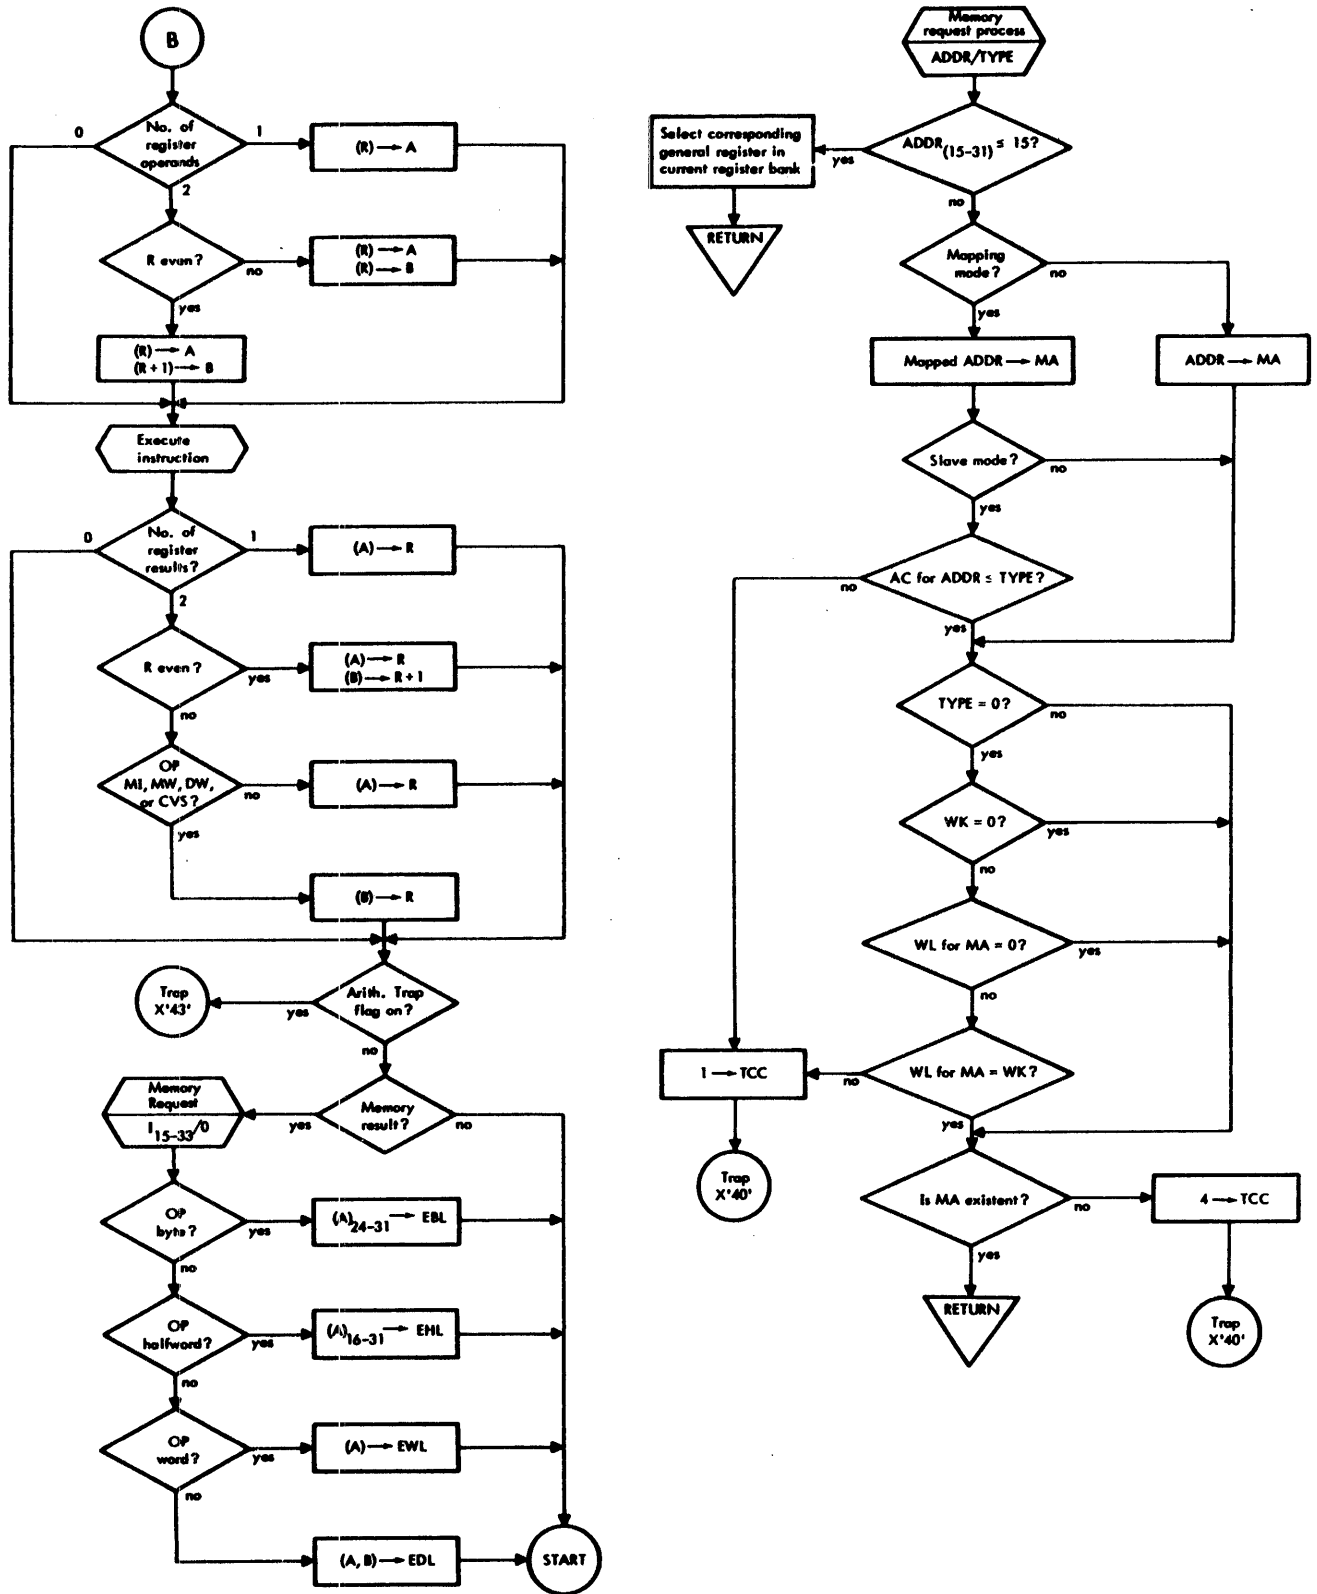 B
No. of
register
operands
0
1
2
(R) → A
R even?
no
yes
(R) → A
(R) → B
(R) → A
(R + 1) → B
Execute
instruction
No. of
register
results?
0
1
2
(A) → R
R even?
yes
no
(A) → R
(B) → R + 1
OP
MI, MW, DW,
or CVS?
no
yes
(A) → R
(B) → R
Arith. Trap
flag on?
yes
no
Trap
X'43'
Memory
result?
yes
no
Memory
Request
I15-33/0
OP
byte?
yes
no
(A)24-31 → EBL
OP
halfword?
yes
no
(A)16-31 → EHL
OP
word?
yes
no
(A) → EWL
(A, B) → EDL
START
Memory
request process
ADDR/TYPE
ADDR(15-31) ≤ 15?
yes
no
Select corresponding
general register in
current register bank
RETURN
Mapping
mode?
no
yes
Mapped ADDR → MA
ADDR → MA
Slave mode?
no
yes
AC for ADDR ≤ TYPE?
no
yes
TYPE = 0?
no
yes
WK = 0?
yes
no
WL for MA = 0?
yes
no
WL for MA = WK?
no
yes
1 → TCC
Trap
X'40'
Is MA existent?
no
yes
4 → TCC
Trap
X'40'
RETURN